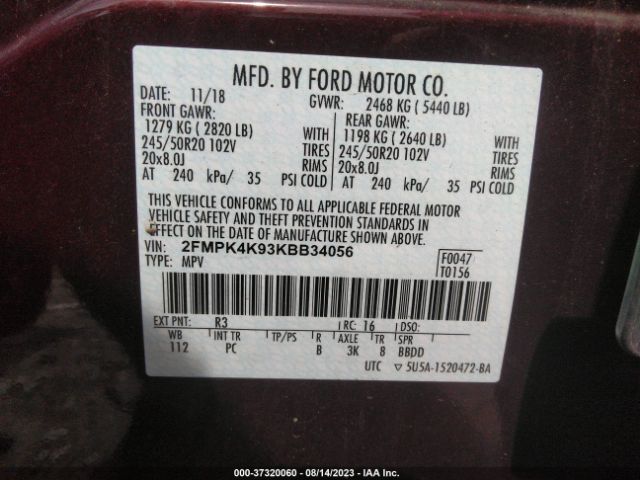 MFD. BY FORD MOTOR CO.
DATE: 11/18 GVWR: 2468 KG ( 5440 LB)
FRONT GAWR: REAR GAWR:
1279 KG ( 2820 LB) WITH 1198 KG ( 2640 LB) WITH
245/50R20 102V TIRES 245/50R20 102V TIRES
20x8.0J RIMS 20x8.0J RIMS
AT 240 kPa/ 35 PSI COLD AT 240 kPa/ 35 PSI COLD
THIS VEHICLE CONFORMS TO ALL APPLICABLE FEDERAL MOTOR
VEHICLE SAFETY AND THEFT PREVENTION STANDARDS IN
EFFECT ON THE DATE OF MANUFACTURE SHOWN ABOVE.
VIN: 2FMPK4K93KBB34056 F0047
TYPE: MPV T0156
EXT PNT: R3 RC: 16 DSO:
WB INT TR TP/PS R AXLE TR SPR
112 PC B 3K 8 BBDD
UTC ▽ 5U5A-1520472-BA
000-37320060 - 08/14/2023 - IAA Inc.